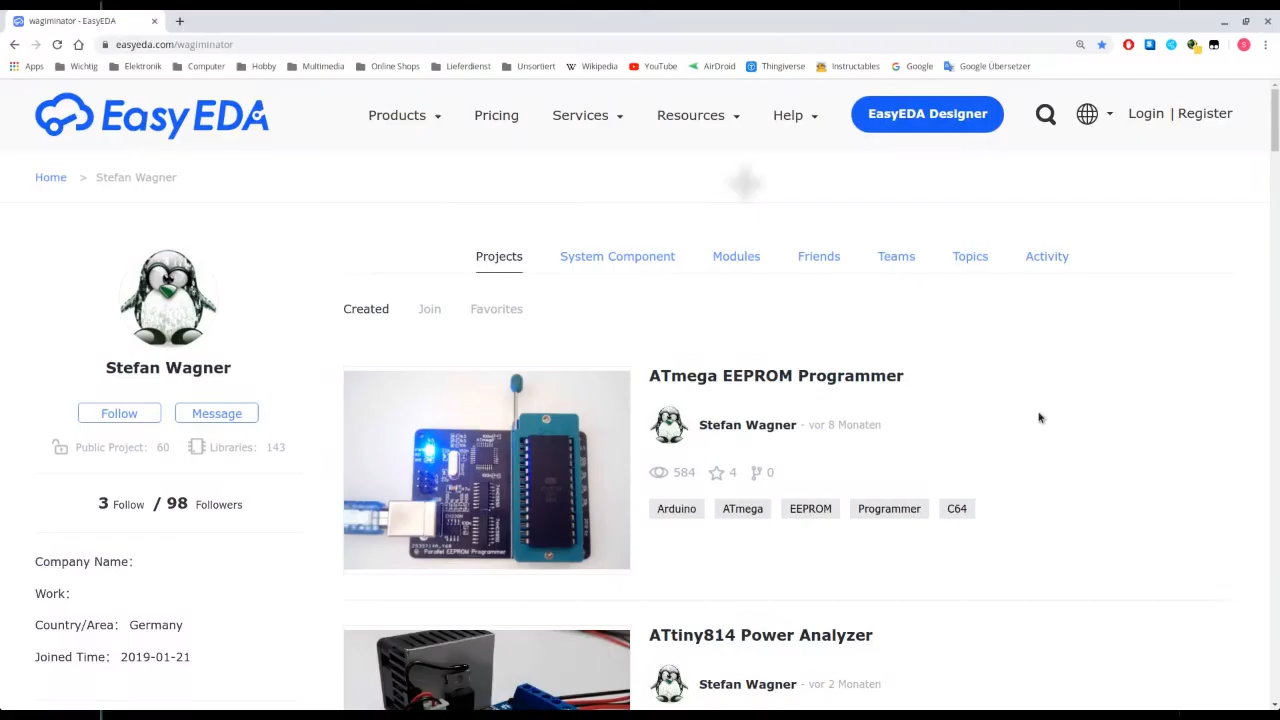 wagiminator - EasyEDA
easyeda.com/wagiminator
Apps Wichtig Elektronik Computer Hobby Multimedia Online Shops Lieferdienst Unsortiert Wikipedia YouTube AirDroid Thingiverse Instructables Google Google Übersetzer
EasyEDA Products Pricing Services Resources Help EasyEDA Designer Login | Register
Home > Stefan Wagner
Projects System Component Modules Friends Teams Topics Activity
Created Join Favorites
Stefan Wagner
Follow Message
Public Project: 60 Libraries: 143
3 Follow / 98 Followers
Company Name:
Work:
Country/Area: Germany
Joined Time: 2019-01-21
ATmega EEPROM Programmer
Stefan Wagner - vor 8 Monaten
584 4 0
Arduino ATmega EEPROM Programmer C64
Parallel EEPROM Programmer
ATtiny814 Power Analyzer
Stefan Wagner - vor 2 Monaten